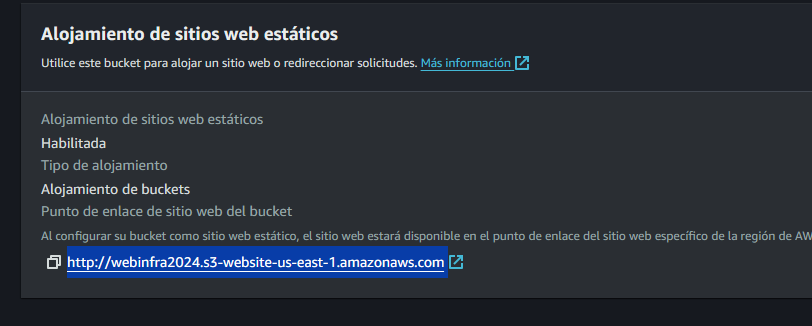 Alojamiento de sitios web estáticos
Utilice este bucket para alojar un sitio web o redireccionar solicitudes. Más información
Alojamiento de sitios web estáticos
Habilitada
Tipo de alojamiento
Alojamiento de buckets
Punto de enlace de sitio web del bucket
Al configurar su bucket como sitio web estático, el sitio web estará disponible en el punto de enlace del sitio web específico de la región de AW
http://webinfra2024.s3-website-us-east-1.amazonaws.com